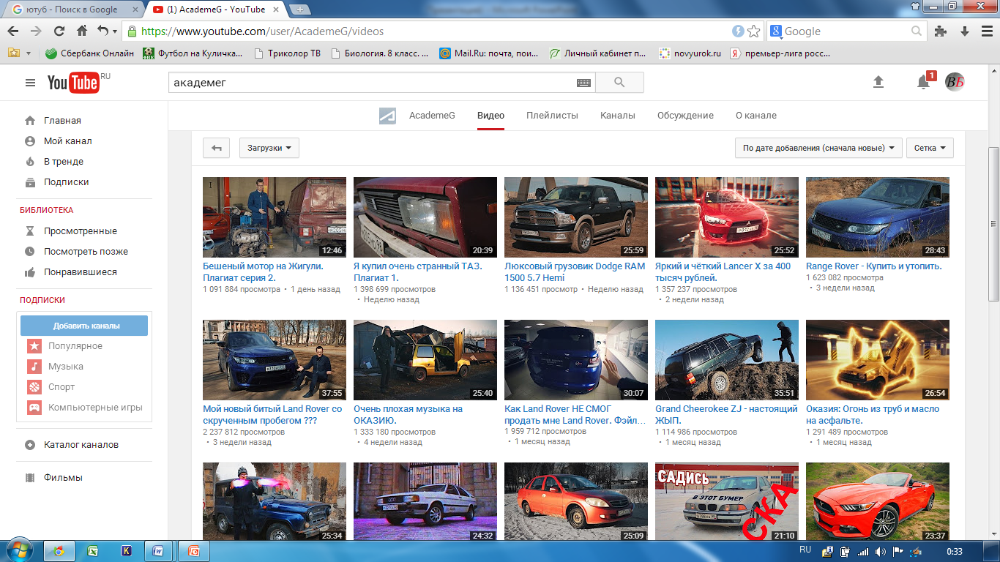 ютуб - Поиск в Google
(1) AcademeG - YouTube
https://www.youtube.com/user/AcademeG/videos
Google
Сбербанк Онлайн
Футбол на Куличка...
Триколор ТВ
Биология. 8 класс. ...
Mail.Ru: почта, пои...
Личный кабинет п...
novyurok.ru
премьер-лига росс...
YouTube RU
академег
1
ВБ
Главная
Мой канал
В тренде
Подписки
БИБЛИОТЕКА
Просмотренные
Посмотреть позже
Понравившиеся
ПОДПИСКИ
Добавить каналы
Популярное
Музыка
Спорт
Компьютерные игры
Каталог каналов
Фильмы
AcademeG
Видео
Плейлисты
Каналы
Обсуждение
О канале
Загрузки
По дате добавления (сначала новые)
Сетка
12:46
Бешеный мотор на Жигули.
Плагиат серия 2.
1 091 884 просмотра • 1 день назад
20:39
Я купил очень странный ТАЗ.
Плагиат 1.
1 398 699 просмотров
• Неделю назад
25:59
Люксовый грузовик Dodge RAM
1500 5.7 Hemi
1 136 451 просмотр • Неделю назад
25:52
Яркий и чёткий Lancer X за 400
тысяч рублей.
1 357 237 просмотров
• 2 недели назад
28:43
Range Rover - Купить и утопить.
1 623 082 просмотра
• 3 недели назад
37:55
Мой новый битый Land Rover со
скрученным пробегом ???
2 237 812 просмотров
• 3 недели назад
25:40
Очень плохая музыка на
ОКАЗИЮ.
1 333 180 просмотров
• 4 недели назад
30:07
Как Land Rover НЕ СМОГ
продать мне Land Rover. Фэйл...
1 959 712 просмотров
• 1 месяц назад
35:51
Grand Cheerokee ZJ - настоящий
ЖЫП.
1 114 986 просмотров
• 1 месяц назад
26:54
Оказия: Огонь из труб и масло
на асфальте.
1 291 489 просмотров
• 1 месяц назад
25:34
24:32
25:09
САДИСЬ
В ЭТОТ БУМЕР
СКА
21:10
23:37
RU
0:33